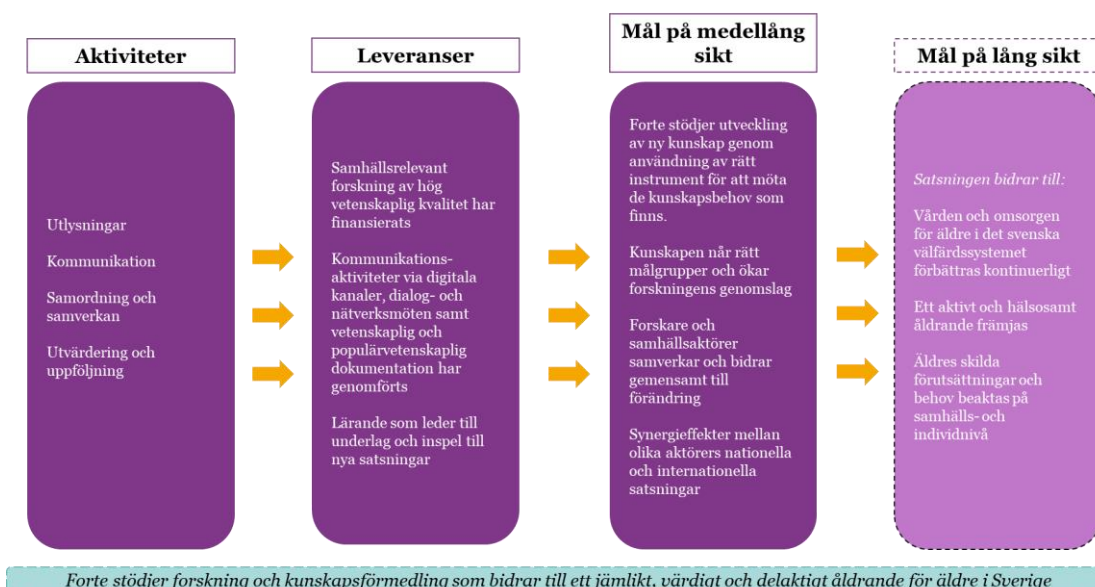 Aktiviteter
Utlysningar
Kommunikation
Samordning och
samverkan
Utvärdering och
uppföljning
Leveranser
Samhällsrelevant
forskning av hög
vetenskaplig kvalitet har
finansierats
Kommunikations-
aktiviteter via digitala
kanaler, dialog- och
nätverksmöten samt
vetenskaplig och
populärvetenskaplig
dokumentation har
genomförts
Lärande som leder till
underlag och inspel till
nya satsningar
Mål på medellång
sikt
Forte stödjer utveckling
av ny kunskap genom
användning av rätt
instrument för att möta
de kunskapsbehov som
finns.
Kunskapen når rätt
målgrupper och ökar
forskningens genomslag
Forskare och
samhällsaktörer
samverkar och bidrar
gemensamt till
förändring
Synergieffekter mellan
olika aktörers nationella
och internationella
satsningar
Mål på lång sikt
Satsningen bidrar till:
Vården och omsorgen
för äldre i det svenska
välfärdssystemet
förbättras kontinuerligt
Ett aktivt och hälsosamt
åldrande främjas
Äldres skilda
förutsättningar och
behov beaktas på
samhälls- och
individnivå
Forte stödjer forskning och kunskapsförmedling som bidrar till ett jämlikt, värdigt och delaktigt åldrande för äldre i Sverige